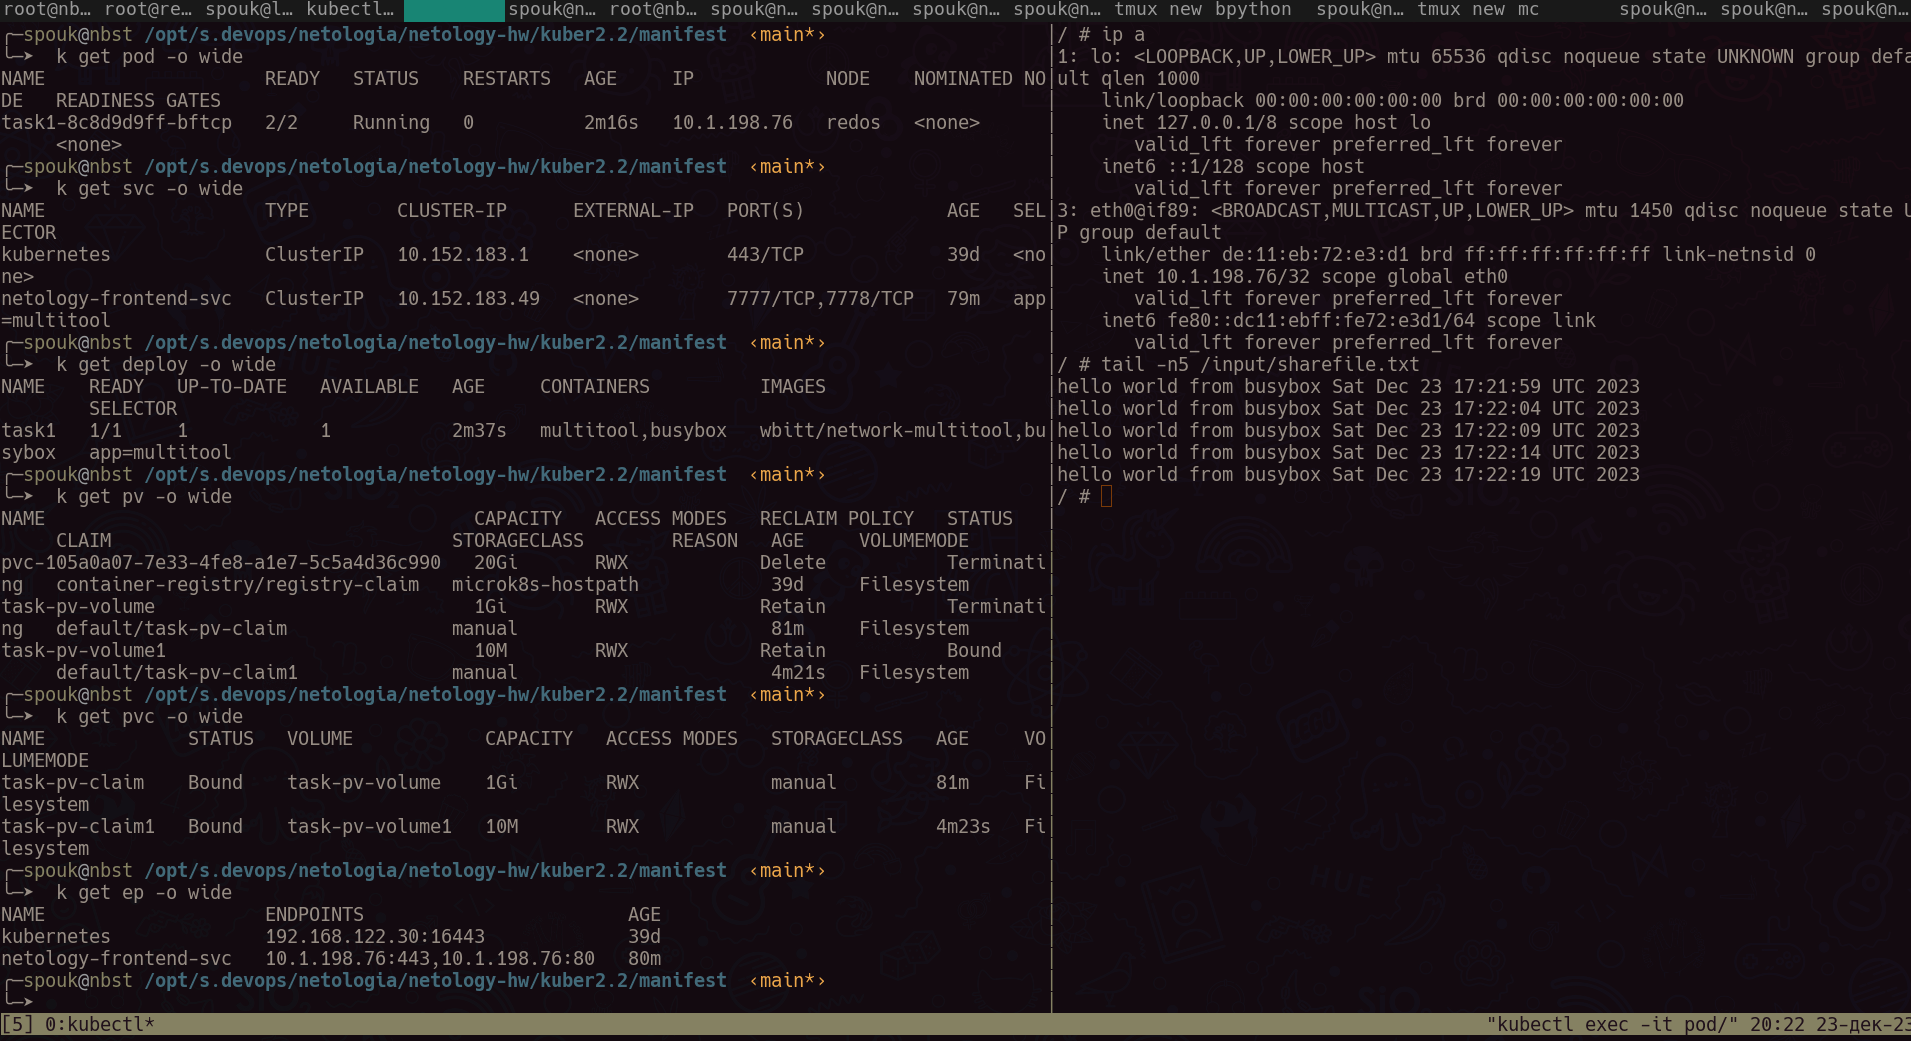 root@nb… root@re… spouk@l… kubectl… spouk@n… root@nb… spouk@n… spouk@n… spouk@n… spouk@n… tmux new bpython spouk@n… tmux new mc spouk@n… spouk@n… spouk@n…
╭─spouk@nbst /opt/s.devops/netologia/netology-hw/kuber2.2/manifest ‹main*›
╰─➤ k get pod -o wide
NAME READY STATUS RESTARTS AGE IP NODE NOMINATED NO
DE READINESS GATES
task1-8c8d9d9ff-bftcp 2/2 Running 0 2m16s 10.1.198.76 redos <none>
<none>
╭─spouk@nbst /opt/s.devops/netologia/netology-hw/kuber2.2/manifest ‹main*›
╰─➤ k get svc -o wide
NAME TYPE CLUSTER-IP EXTERNAL-IP PORT(S) AGE SEL
ECTOR
kubernetes ClusterIP 10.152.183.1 <none> 443/TCP 39d <no
ne>
netology-frontend-svc ClusterIP 10.152.183.49 <none> 7777/TCP,7778/TCP 79m app
=multitool
╭─spouk@nbst /opt/s.devops/netologia/netology-hw/kuber2.2/manifest ‹main*›
╰─➤ k get deploy -o wide
NAME READY UP-TO-DATE AVAILABLE AGE CONTAINERS IMAGES
SELECTOR
task1 1/1 1 1 2m37s multitool,busybox wbitt/network-multitool,bu
sybox app=multitool
╭─spouk@nbst /opt/s.devops/netologia/netology-hw/kuber2.2/manifest ‹main*›
╰─➤ k get pv -o wide
NAME CAPACITY ACCESS MODES RECLAIM POLICY STATUS
CLAIM STORAGECLASS REASON AGE VOLUMEMODE
pvc-105a0a07-7e33-4fe8-a1e7-5c5a4d36c990 20Gi RWX Delete Terminati
ng container-registry/registry-claim microk8s-hostpath 39d Filesystem
task-pv-volume 1Gi RWX Retain Terminati
ng default/task-pv-claim manual 81m Filesystem
task-pv-volume1 10M RWX Retain Bound
default/task-pv-claim1 manual 4m21s Filesystem
╭─spouk@nbst /opt/s.devops/netologia/netology-hw/kuber2.2/manifest ‹main*›
╰─➤ k get pvc -o wide
NAME STATUS VOLUME CAPACITY ACCESS MODES STORAGECLASS AGE VO
LUMEMODE
task-pv-claim Bound task-pv-volume 1Gi RWX manual 81m Fi
lesystem
task-pv-claim1 Bound task-pv-volume1 10M RWX manual 4m23s Fi
lesystem
╭─spouk@nbst /opt/s.devops/netologia/netology-hw/kuber2.2/manifest ‹main*›
╰─➤ k get ep -o wide
NAME ENDPOINTS AGE
kubernetes 192.168.122.30:16443 39d
netology-frontend-svc 10.1.198.76:443,10.1.198.76:80 80m
╭─spouk@nbst /opt/s.devops/netologia/netology-hw/kuber2.2/manifest ‹main*›
╰─➤
/ # ip a
1: lo: <LOOPBACK,UP,LOWER_UP> mtu 65536 qdisc noqueue state UNKNOWN group defa
ult qlen 1000
link/loopback 00:00:00:00:00:00 brd 00:00:00:00:00:00
inet 127.0.0.1/8 scope host lo
valid_lft forever preferred_lft forever
inet6 ::1/128 scope host
valid_lft forever preferred_lft forever
3: eth0@if89: <BROADCAST,MULTICAST,UP,LOWER_UP> mtu 1450 qdisc noqueue state U
P group default
link/ether de:11:eb:72:e3:d1 brd ff:ff:ff:ff:ff:ff link-netnsid 0
inet 10.1.198.76/32 scope global eth0
valid_lft forever preferred_lft forever
inet6 fe80::dc11:ebff:fe72:e3d1/64 scope link
valid_lft forever preferred_lft forever
/ # tail -n5 /input/sharefile.txt
hello world from busybox Sat Dec 23 17:21:59 UTC 2023
hello world from busybox Sat Dec 23 17:22:04 UTC 2023
hello world from busybox Sat Dec 23 17:22:09 UTC 2023
hello world from busybox Sat Dec 23 17:22:14 UTC 2023
hello world from busybox Sat Dec 23 17:22:19 UTC 2023
/ #
[5] 0:kubectl* "kubectl exec -it pod/" 20:22 23-дек-23